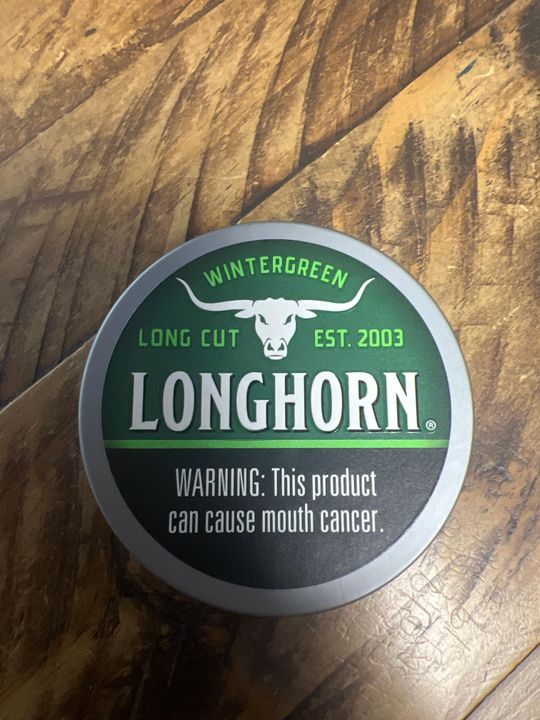 WINTERGREEN
LONG CUT EST. 2003
LONGHORN®
WARNING: This product
can cause mouth cancer.